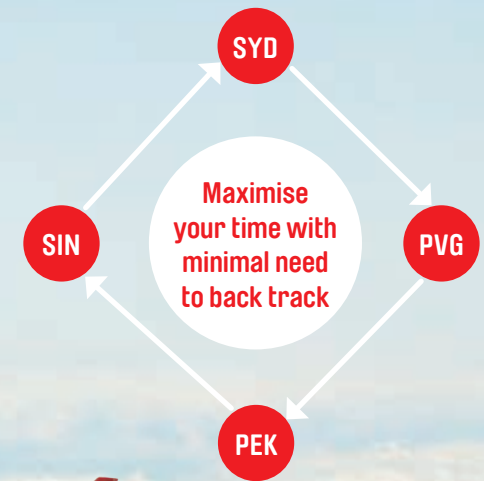 SYD
SIN
Maximise
your time with
minimal need
to back track
PVG
PEK